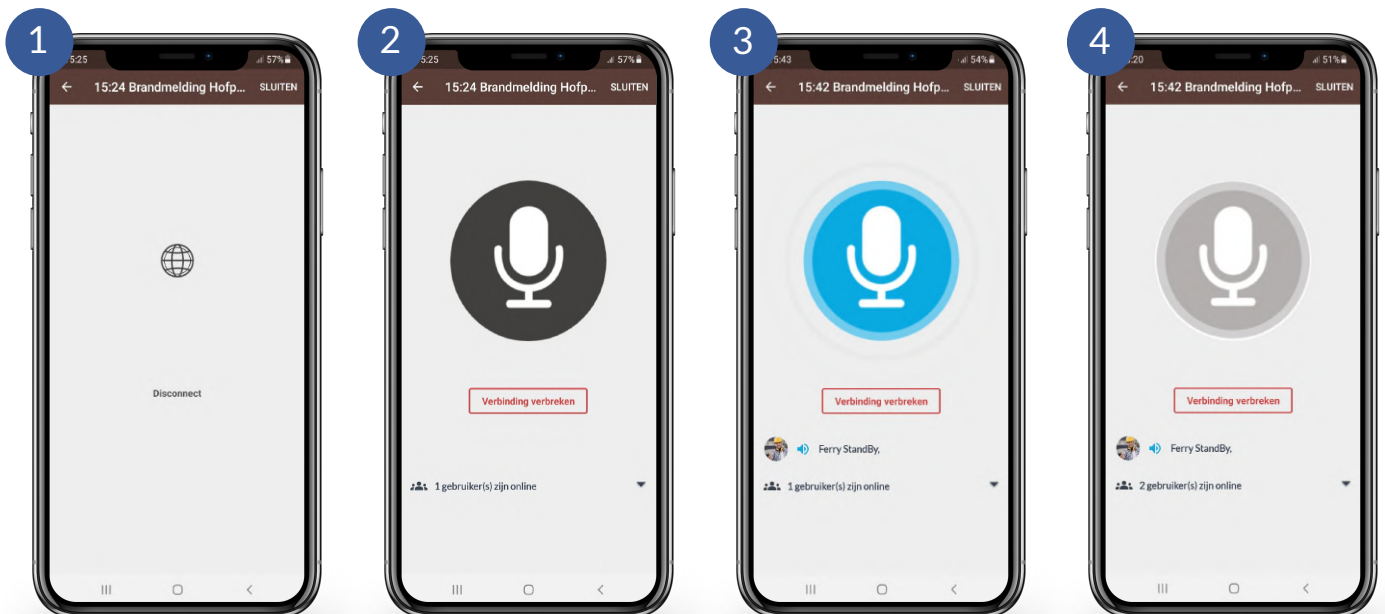 1
5:25
57%
15:24 Brandmelding Hofp... SLUITEN
Disconnect
2
5:25
57%
15:24 Brandmelding Hofp... SLUITEN
Verbinding verbreken
1 gebruiker(s) zijn online
3
5:43
54%
15:42 Brandmelding Hofp... SLUITEN
Verbinding verbreken
Ferry StandBy,
1 gebruiker(s) zijn online
4
:20
51%
15:42 Brandmelding Hofp... SLUITEN
Verbinding verbreken
Ferry StandBy,
2 gebruiker(s) zijn online